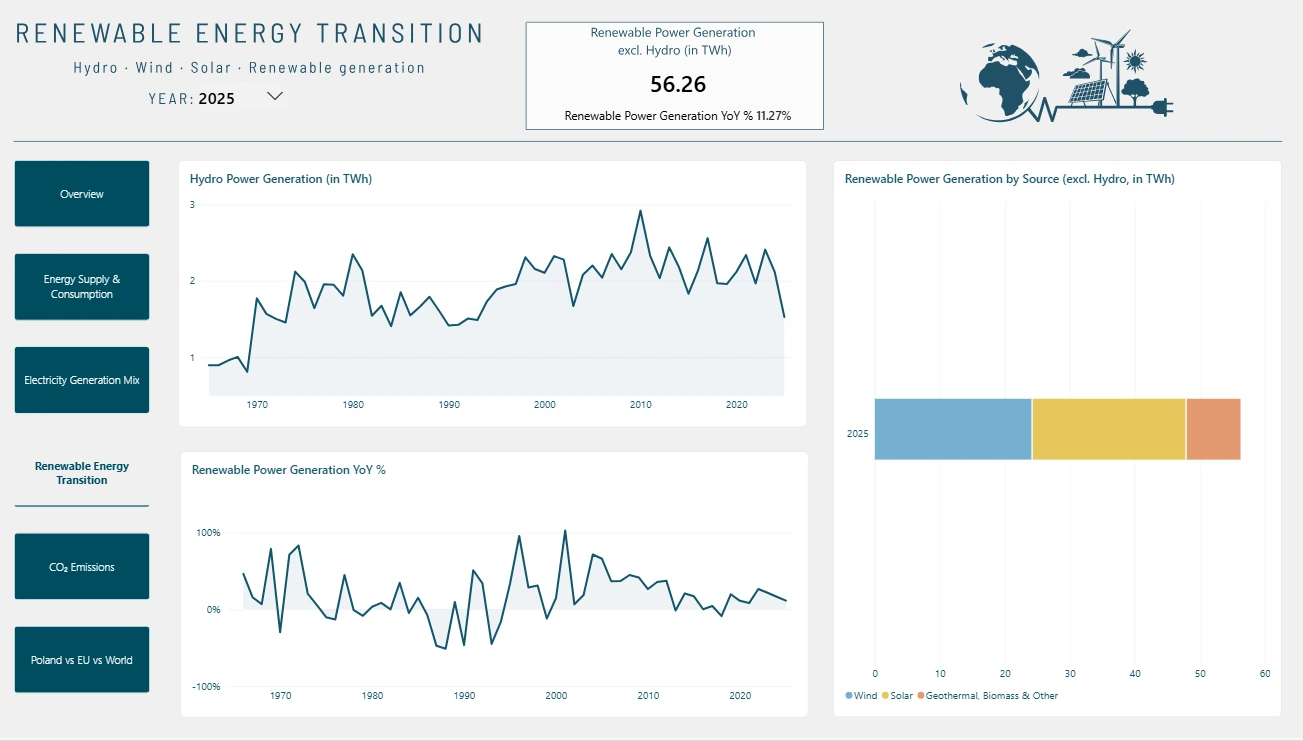 RENEWABLE ENERGY TRANSITION
Hydro · Wind · Solar · Renewable generation
YEAR: 2025
Renewable Power Generation
excl. Hydro (in TWh)
56.26
Renewable Power Generation YoY % 11.27%
Overview
Energy Supply &
Consumption
Electricity Generation Mix
Renewable Energy
Transition
CO₂ Emissions
Poland vs EU vs World
Hydro Power Generation (in TWh)
3
2
1
1970 1980 1990 2000 2010 2020
Renewable Power Generation YoY %
100%
0%
-100%
1970 1980 1990 2000 2010 2020
Renewable Power Generation by Source (excl. Hydro, in TWh)
2025
0 10 20 30 40 50 60
Wind Solar Geothermal, Biomass & Other